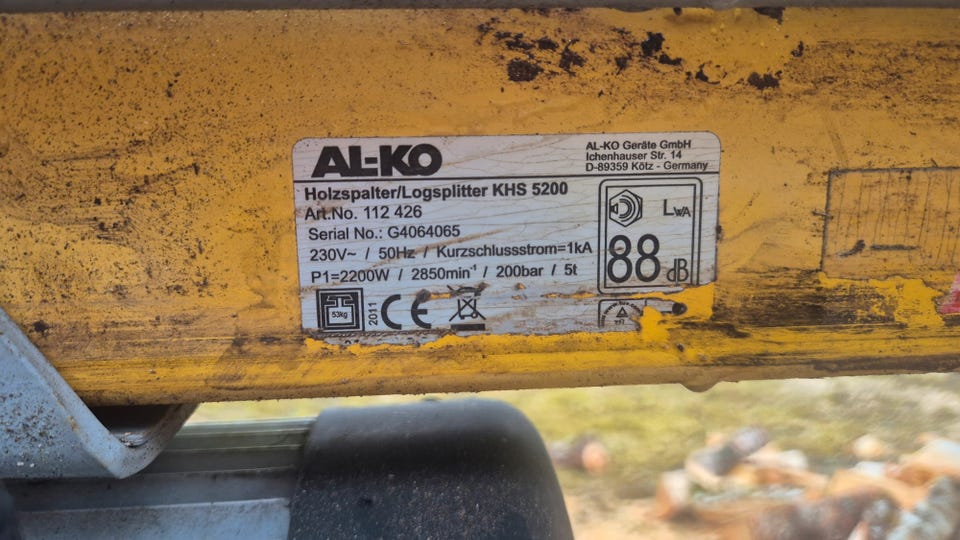 AL-KO
AL-KO Geräte GmbH
Ichenhauser Str. 14
D-89359 Kötz - Germany
Holzspalter/Logsplitter KHS 5200
Art.No. 112 426
Serial No.: G4064065
230V~ / 50Hz / Kurzschlussstrom=1kA
P1=2200W / 2850min⁻¹ / 200bar / 5t
LWA
88 dB
53kg
2011
CE